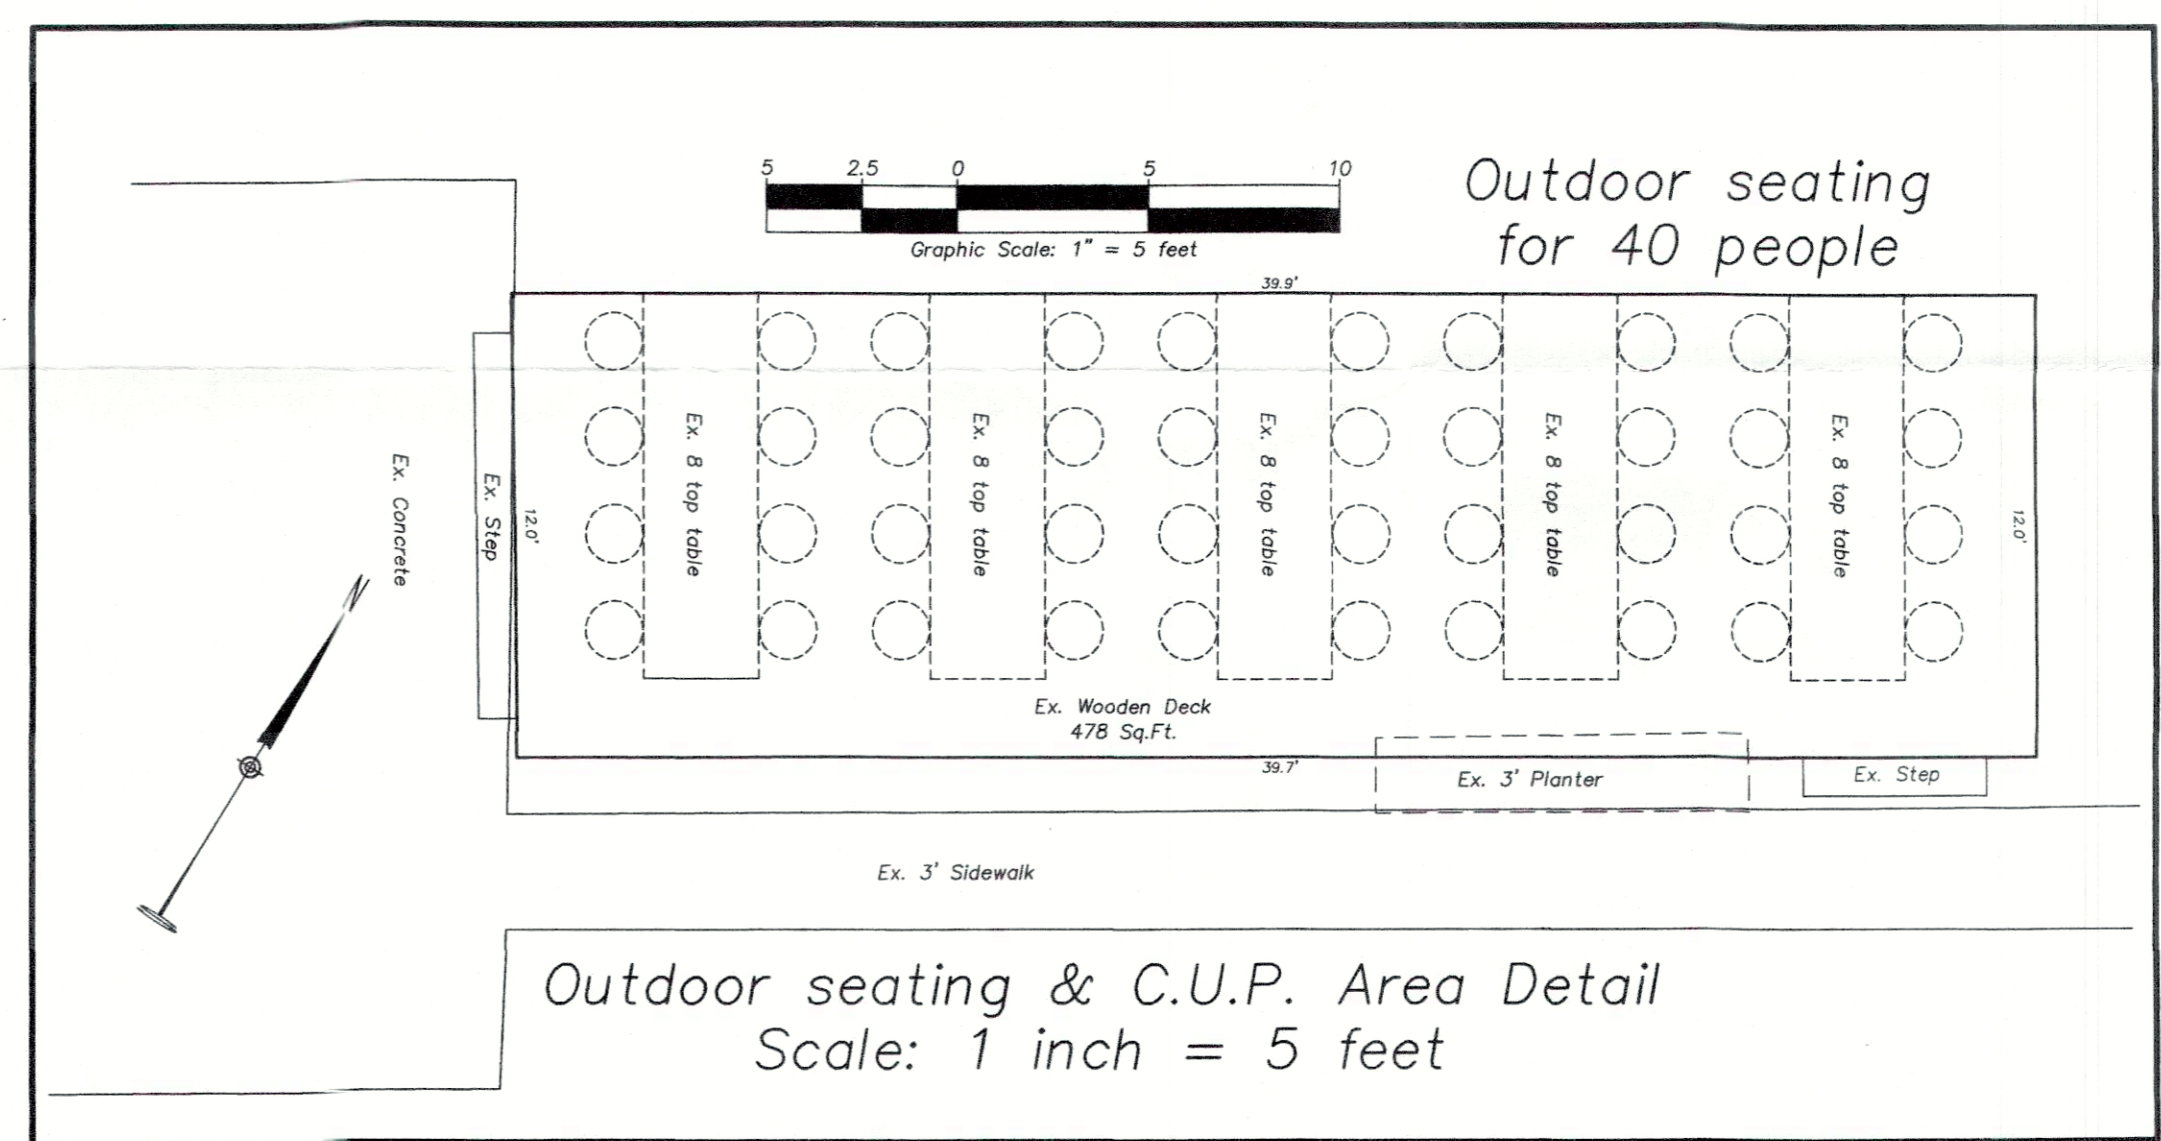 5 2.5 0 5 10
Graphic Scale: 1" = 5 feet
Outdoor seating
for 40 people
39.9'
Ex. Concrete
Ex. Step
12.0'
Ex. 8 top table
Ex. 8 top table
Ex. 8 top table
Ex. 8 top table
Ex. 8 top table
12.0'
Ex. Wooden Deck
478 Sq.Ft.
39.7'
Ex. 3' Planter
Ex. Step
N
Ex. 3' Sidewalk
Outdoor seating & C.U.P. Area Detail
Scale: 1 inch = 5 feet